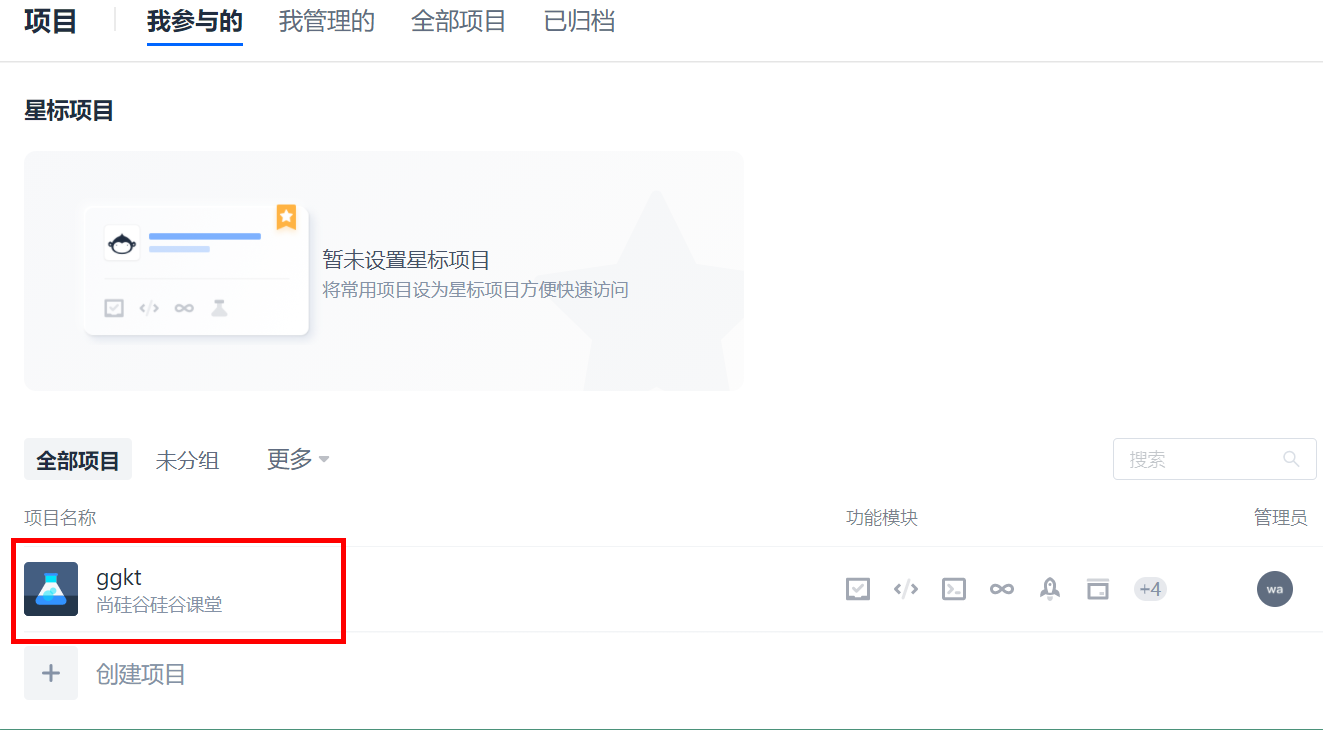 项目 我参与的 我管理的 全部项目 已归档
星标项目
暂未设置星标项目
将常用项目设为星标项目方便快速访问
全部项目 未分组 更多 搜索
项目名称 功能模块 管理员
ggkt
尚硅谷硅谷课堂
+4 wa
创建项目